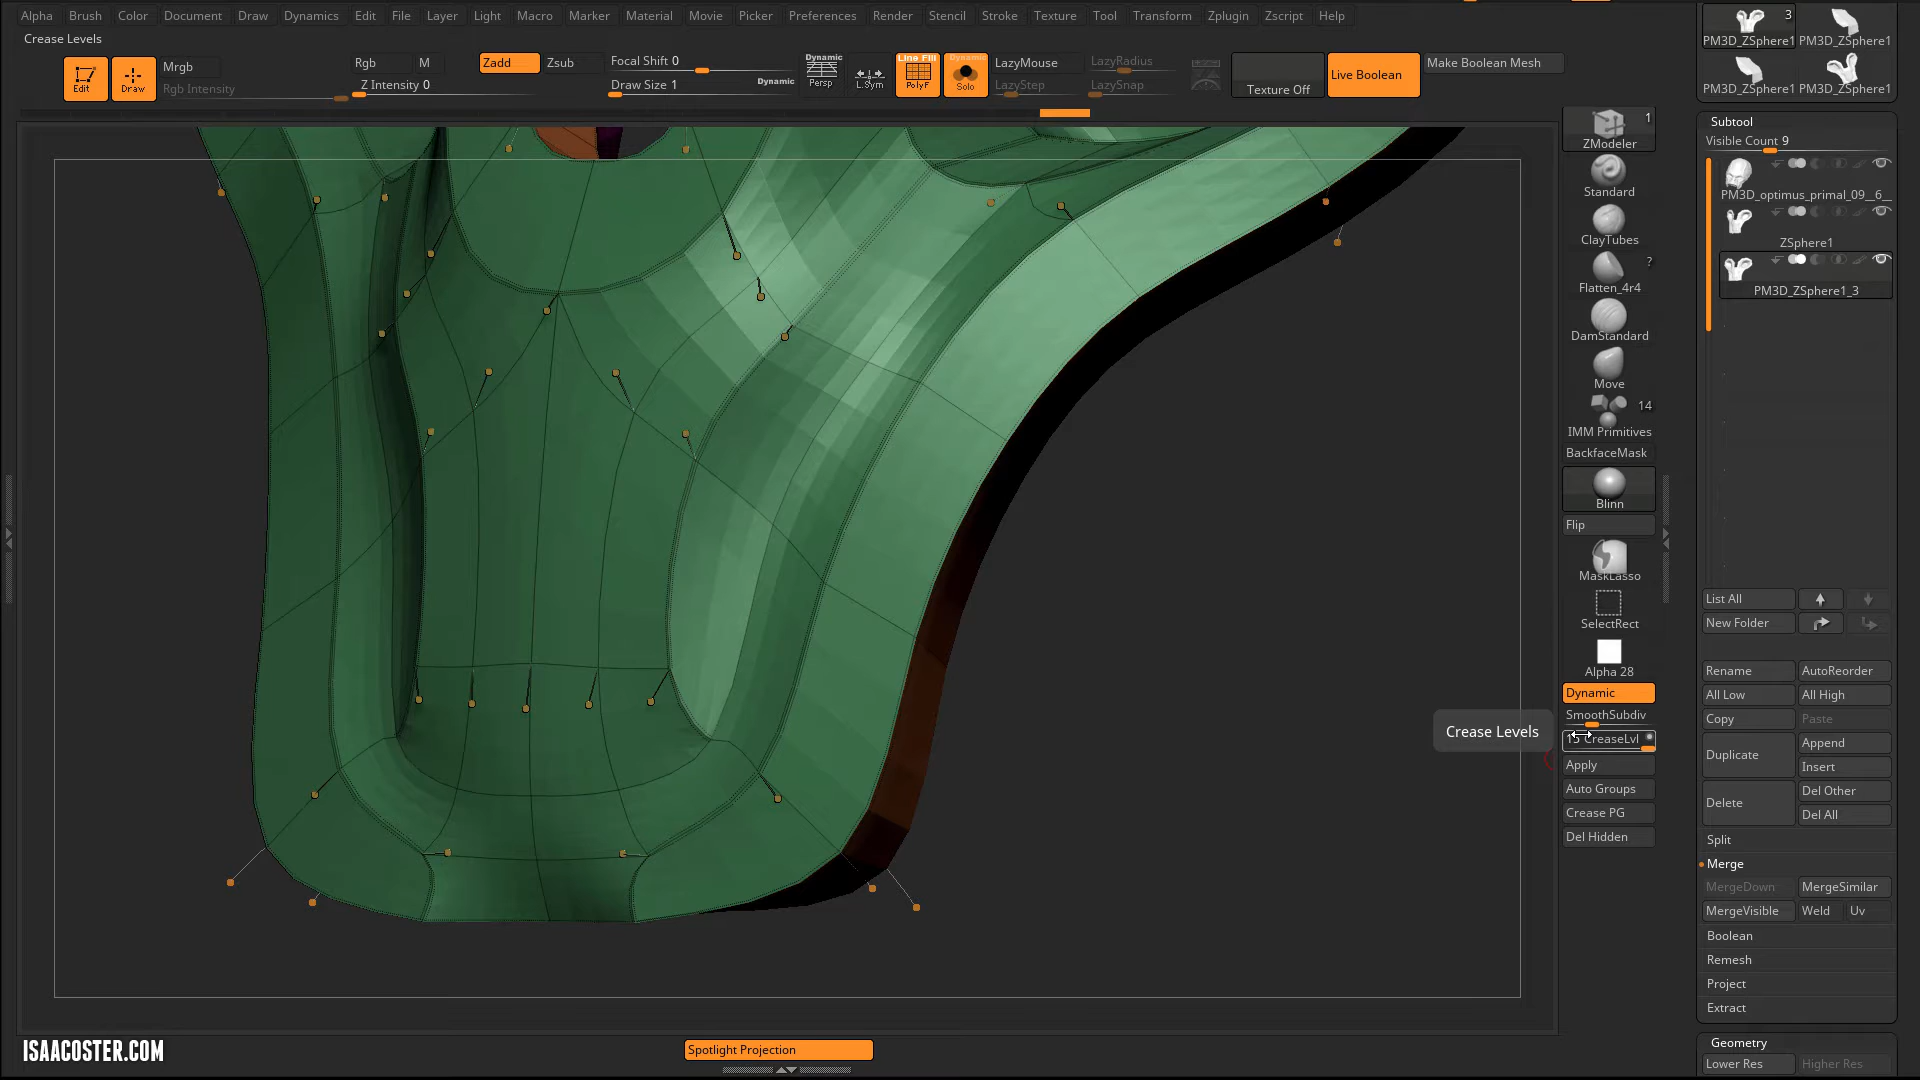 Alpha Brush Color Document Draw Dynamics Edit File Layer Light Macro Marker Material Movie Picker Preferences Render Stencil Stroke Texture Tool Transform Zplugin Zscript Help
Crease Levels
Edit
Draw
Mrgb
Rgb Intensity
Rgb M
Z Intensity 0
Zadd Zsub
Focal Shift 0
Draw Size 1
Dynamic
Dynamic
Persp
L.Sym
Line Fill
PolyF
Dynamic
Solo
LazyMouse
LazyStep
LazyRadius
LazySnap
Texture Off
Live Boolean
Make Boolean Mesh
3
PM3D_ZSphere1 PM3D_ZSphere1
PM3D_ZSphere1 PM3D_ZSphere1
1
ZModeler
Standard
ClayTubes
?
Flatten_4r4
DamStandard
Move
14
IMM Primitives
BackfaceMask
Blinn
Flip
MaskLasso
SelectRect
Alpha 28
Dynamic
SmoothSubdiv
15 CreaseLvl
Apply
Auto Groups
Crease PG
Del Hidden
Crease Levels
Subtool
Visible Count 9
PM3D_optimus_primal_09__6__
ZSphere1
PM3D_ZSphere1_3
List All
New Folder
Rename AutoReorder
All Low All High
Copy Paste
Duplicate Append
Insert
Delete Del Other
Del All
Split
Merge
MergeDown MergeSimilar
MergeVisible Weld Uv
Boolean
Remesh
Project
Extract
Geometry
Lower Res Higher Res
ISAACOSTER.COM
Spotlight Projection